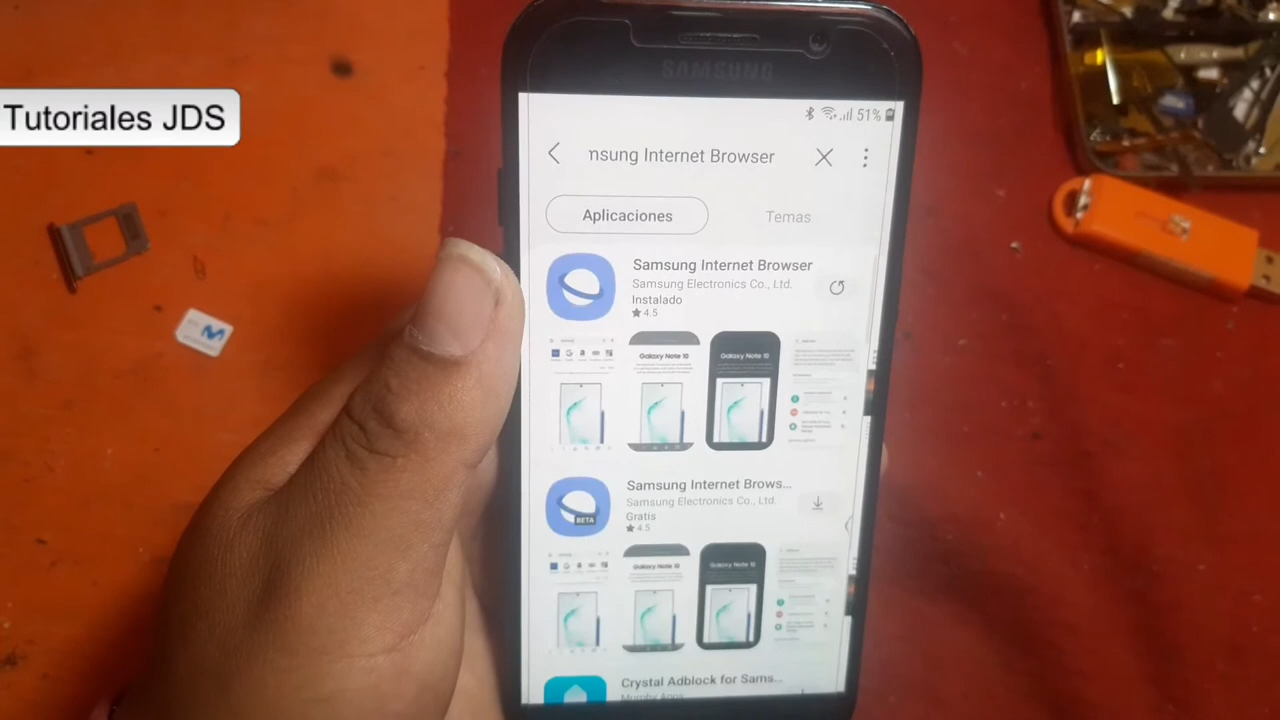 Tutoriales JDS
SAMSUNG
51%
nsung Internet Browser
Aplicaciones
Temas
Samsung Internet Browser
Samsung Electronics Co., Ltd.
Instalado
4.5
Galaxy Note 10
Galaxy Note 10
Samsung Internet Brows...
Samsung Electronics Co., Ltd.
Gratis
4.5
BETA
Galaxy Note 10
Galaxy Note 10
Crystal Adblock for Sams...